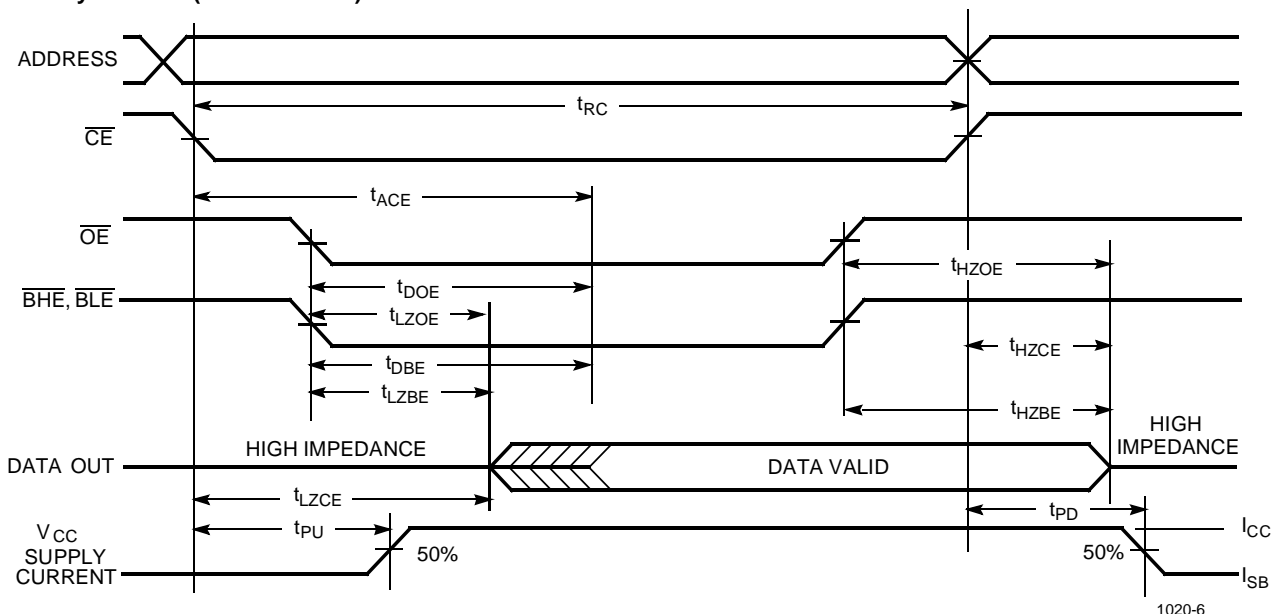 ADDRESS
tRC
CE
tACE
OE
tHZOE
tDOE
BHE, BLE
tLZOE
tHZCE
tDBE
tLZBE
tHZBE
HIGH IMPEDANCE
HIGH
IMPEDANCE
DATA OUT
DATA VALID
tLZCE
tPD
tPU
VCC
SUPPLY
CURRENT
50%
50%
ICC
ISB
1020-6